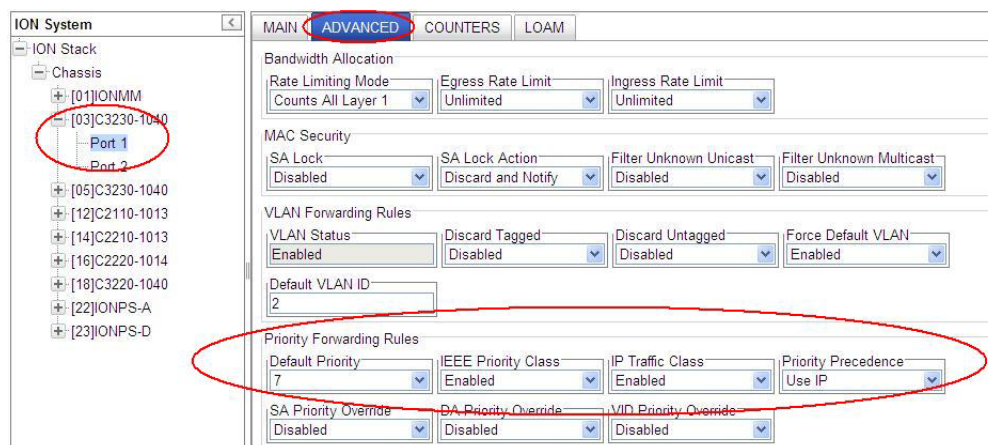 ION System
ION Stack
Chassis
[01]IONMM
[03]C3230-1040
Port 1
Port 2
[05]C3230-1040
[12]C2110-1013
[14]C2210-1013
[16]C2220-1014
[18]C3220-1040
[22]IONPS-A
[23]IONPS-D
MAIN ADVANCED COUNTERS LOAM
Bandwidth Allocation
Rate Limiting Mode Egress Rate Limit Ingress Rate Limit
Counts All Layer 1 Unlimited Unlimited
MAC Security
SA Lock SA Lock Action Filter Unknown Unicast Filter Unknown Multicast
Disabled Discard and Notify Disabled Disabled
VLAN Forwarding Rules
VLAN Status Discard Tagged Discard Untagged Force Default VLAN
Enabled Disabled Disabled Enabled
Default VLAN ID
2
Priority Forwarding Rules
Default Priority IEEE Priority Class IP Traffic Class Priority Precedence
7 Enabled Enabled Use IP
SA Priority Override DA Priority Override VID Priority Override
Disabled Disabled Disabled